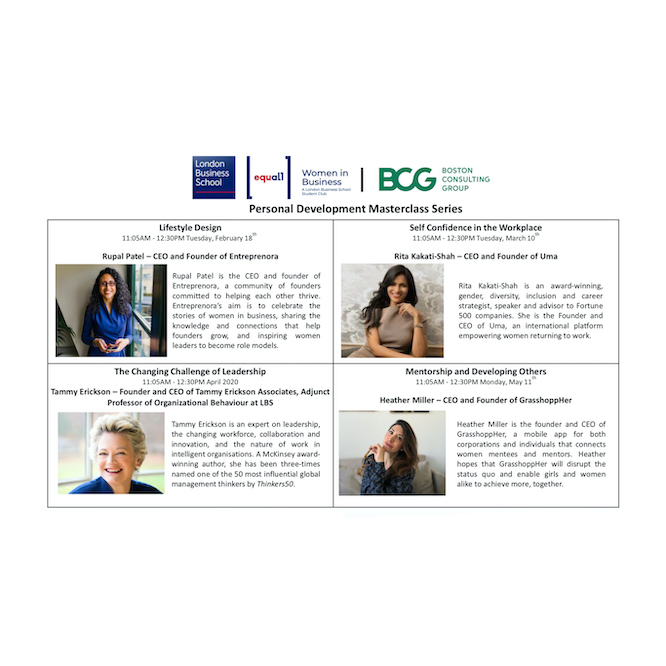 London
Business
School
equall
Women in
Business
A London Business School
Student Club
BCG
BOSTON
CONSULTING
GROUP
Personal Development Masterclass Series
Lifestyle Design
11:05AM - 12:30PM Tuesday, February 18th
Rupal Patel – CEO and Founder of Entreprenora
Rupal Patel is the CEO and founder of
Entreprenora, a community of founders
committed to helping each other thrive.
Entreprenora's aim is to celebrate the
stories of women in business, sharing the
knowledge and connections that help
founders grow, and inspiring women
leaders to become role models.
Self Confidence in the Workplace
11:05AM - 12:30PM Tuesday, March 10th
Rita Kakati-Shah – CEO and Founder of Uma
Rita Kakati-Shah is an award-winning,
gender, diversity, inclusion and career
strategist, speaker and advisor to Fortune
500 companies. She is the Founder and
CEO of Uma, an international platform
empowering women returning to work.
The Changing Challenge of Leadership
11:05AM - 12:30PM April 2020
Tammy Erickson – Founder and CEO of Tammy Erickson Associates, Adjunct
Professor of Organizational Behaviour at LBS
Tammy Erickson is an expert on leadership,
the changing workforce, collaboration and
innovation, and the nature of work in
intelligent organisations. A McKinsey award-
winning author, she has been three-times
named one of the 50 most influential global
management thinkers by Thinkers50.
Mentorship and Developing Others
11:05AM - 12:30PM Monday, May 11th
Heather Miller – CEO and Founder of GrasshoppHer
Heather Miller is the founder and CEO of
GrasshoppHer, a mobile app for both
corporations and individuals that connects
women mentees and mentors. Heather
hopes that GrasshoppHer will disrupt the
status quo and enable girls and women
alike to achieve more, together.